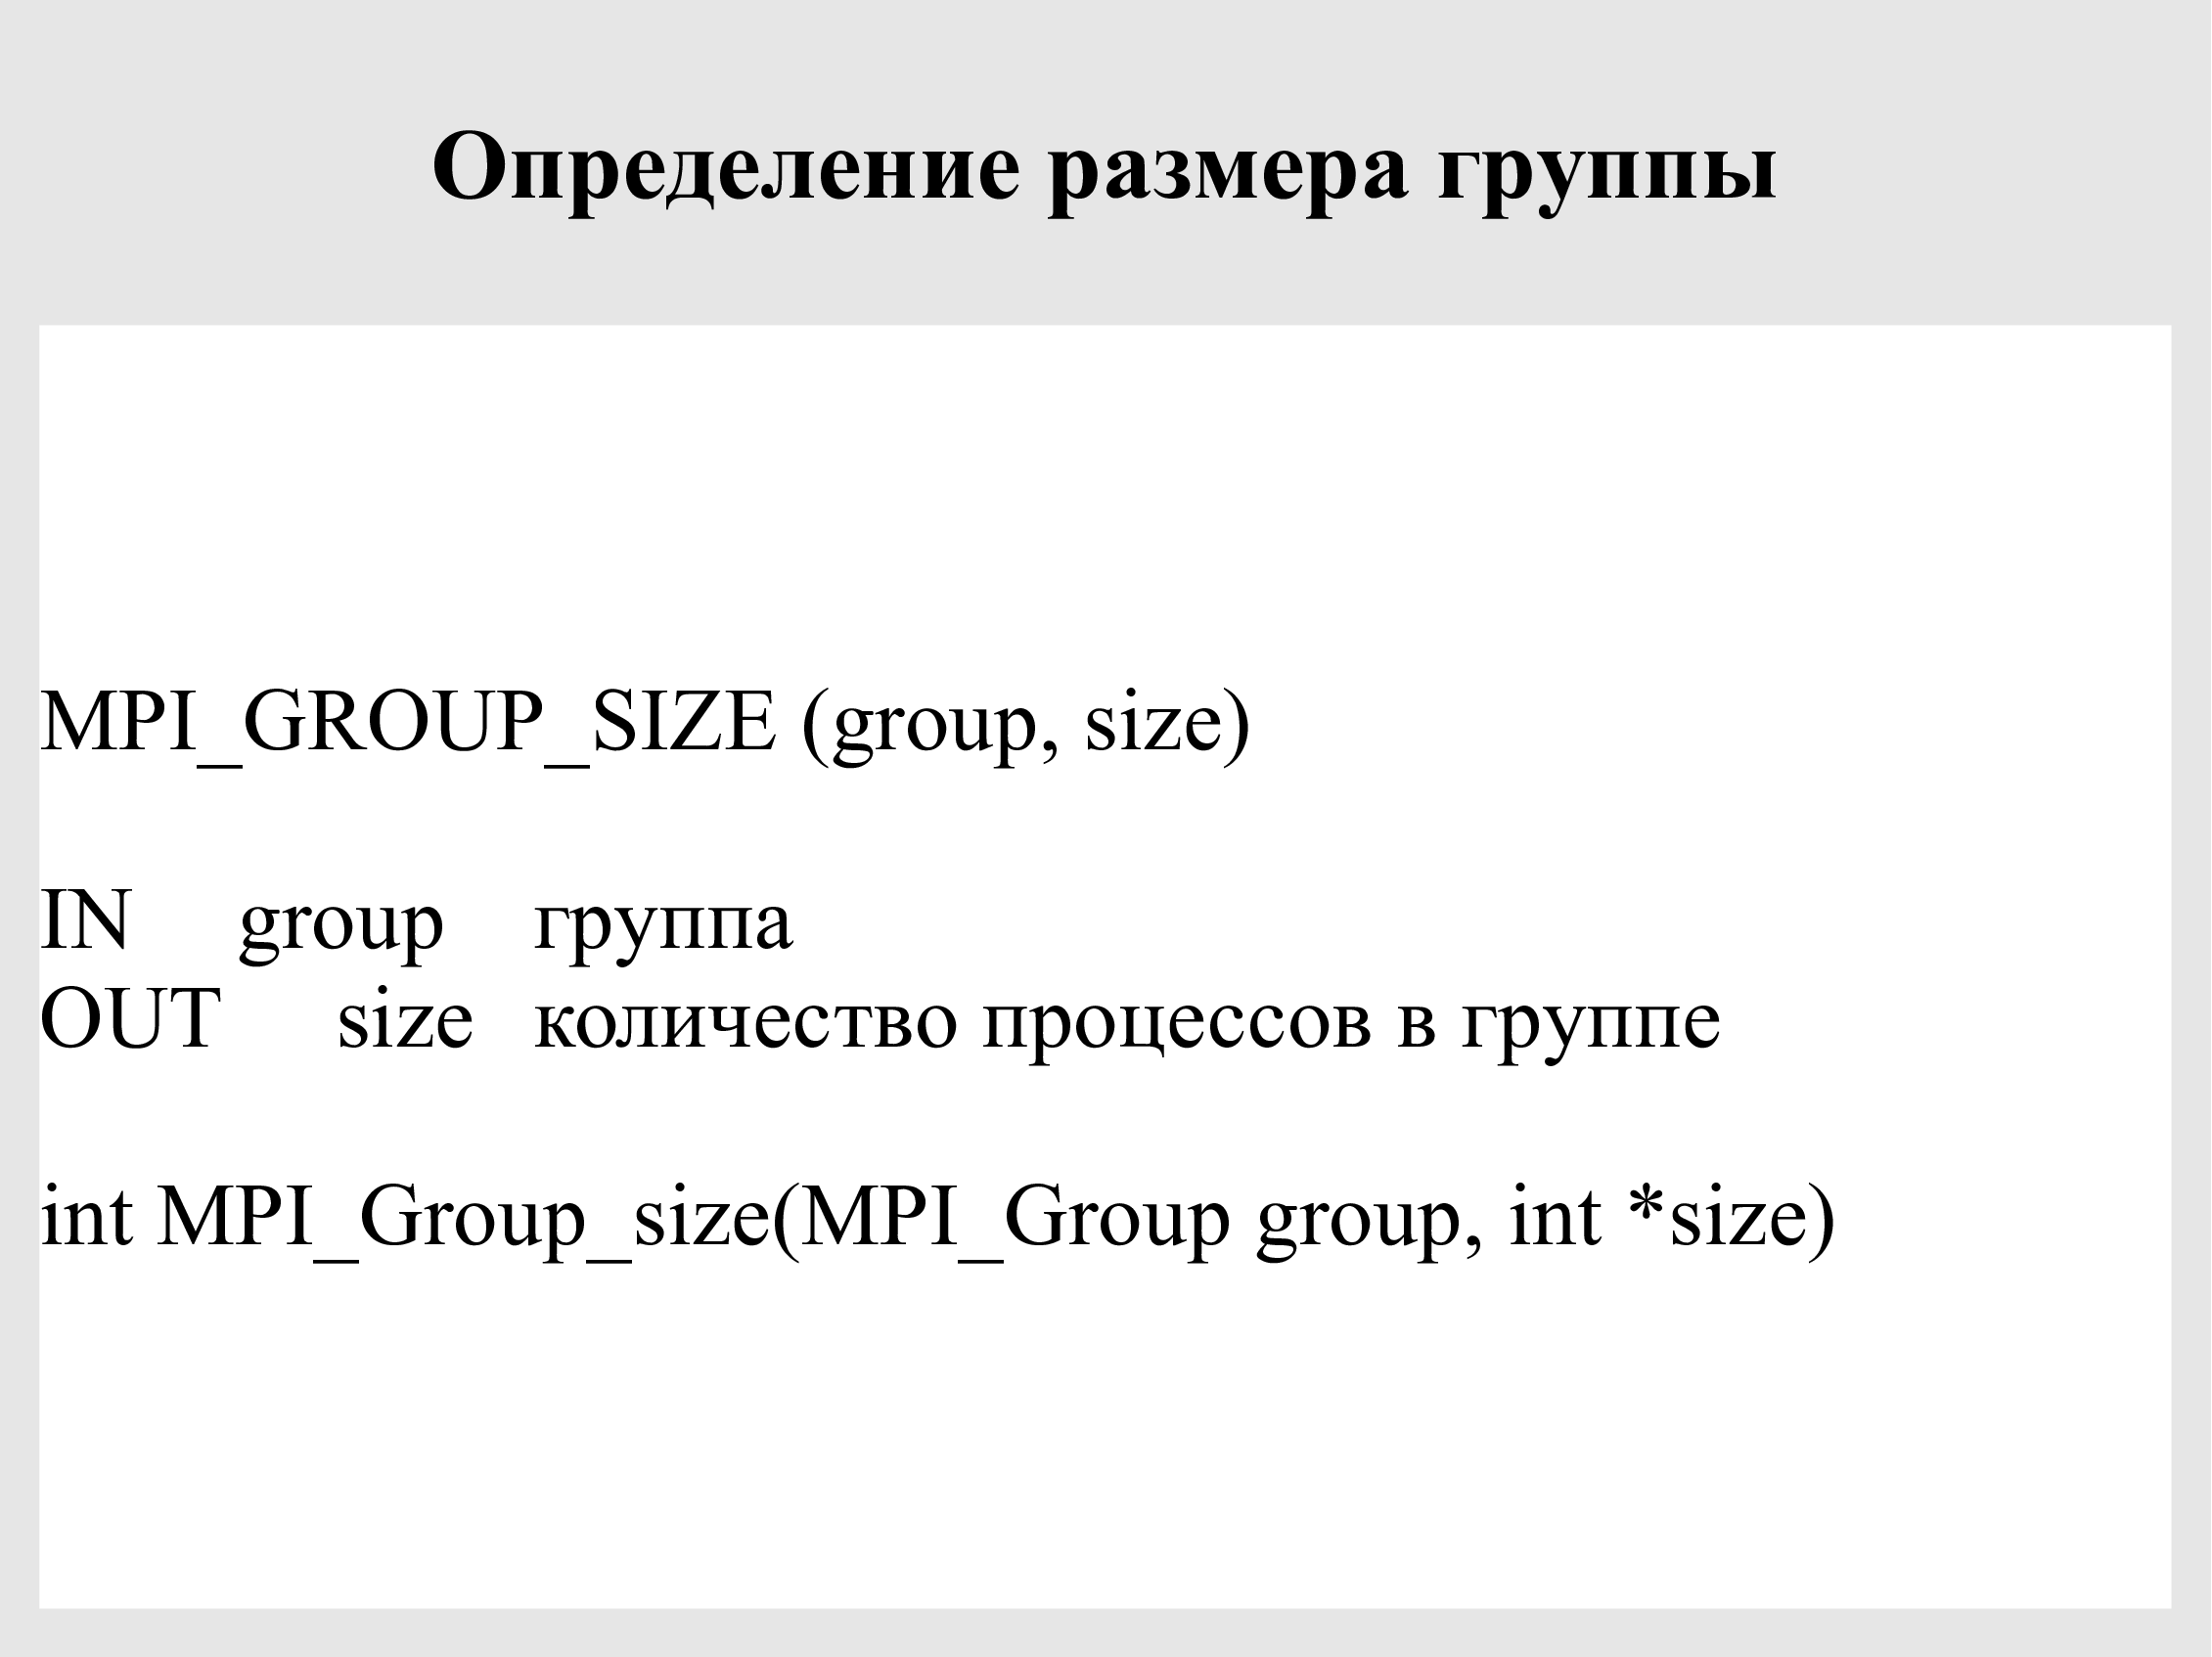 Определение размера группы
MPI_GROUP_SIZE (group, size)
IN group группа
OUT size количество процессов в группе
int MPI_Group_size(MPI_Group group, int *size)